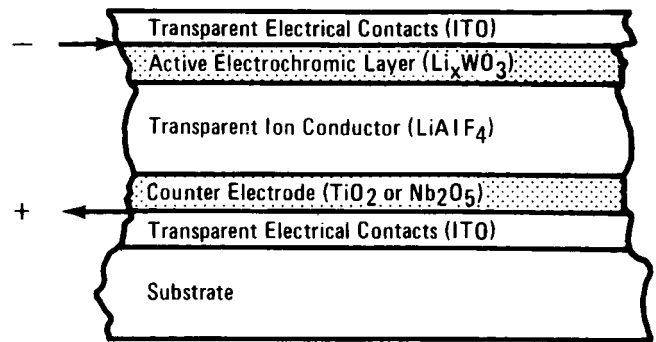 Transparent Electrical Contacts (ITO)
−
Active Electrochromic Layer (LiₓWO₃)
Transparent Ion Conductor (LiAlF₄)
Counter Electrode (TiO₂ or Nb₂O₅)
+
Transparent Electrical Contacts (ITO)
Substrate